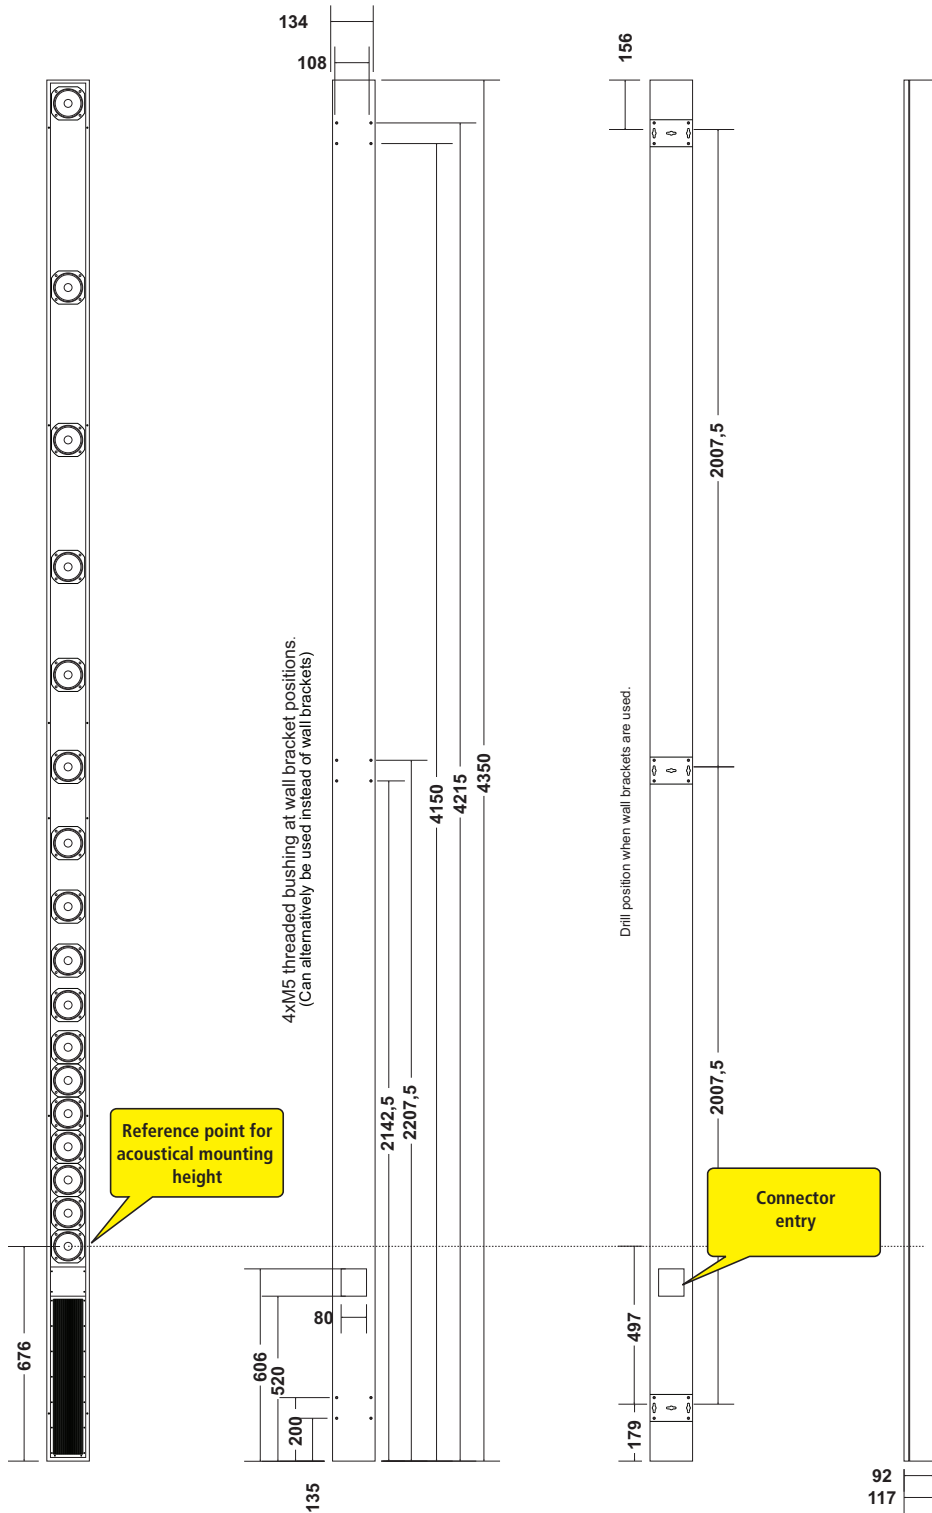 134
108
156
2007,5
4xM5 threaded bushing at wall bracket positions.
(Can alternatively be used instead of wall brackets)
Drill position when wall brackets are used.
4350
4215
4150
2207,5
2142,5
2007,5
Reference point for
acoustical mounting
height
Connector
entry
676
606
520
80
200
135
497
179
92
117